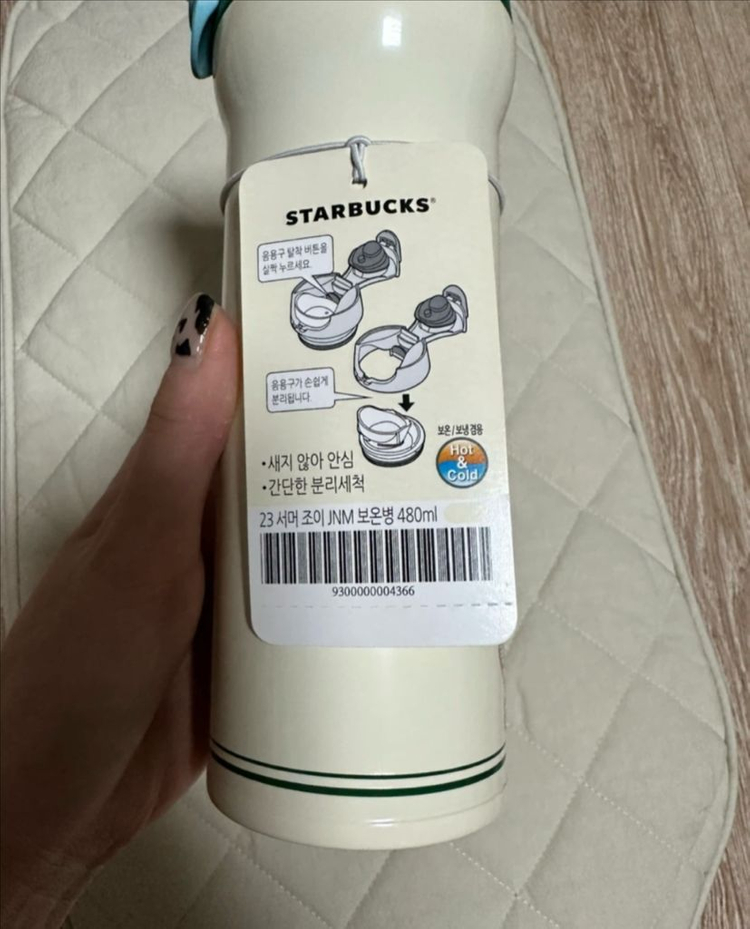 STARBUCKS®
음용구 탈착 버튼을
살짝 누르세요.
음용구가 손쉽게
분리됩니다.
보온/보냉 겸용
Hot
&
Cold
•새지 않아 안심
•간단한 분리세척
23 서머 조이 JNM 보온병 480ml
9300000004366